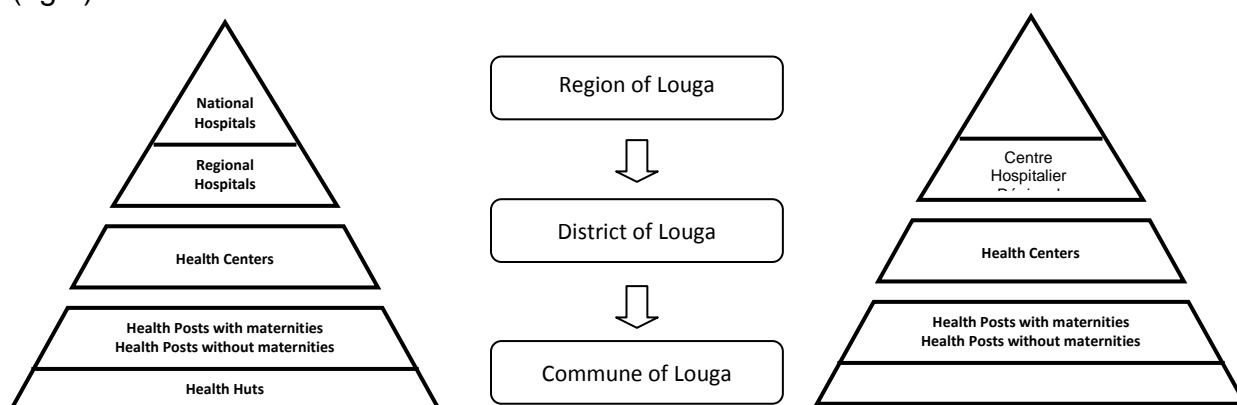 National
Hospitals
Regional
Hospitals
Health Centers
Health Posts with maternities
Health Posts without maternities
Health Huts
Region of Louga
District of Louga
Commune of Louga
Centre
Hospitalier
Health Centers
Health Posts with maternities
Health Posts without maternities